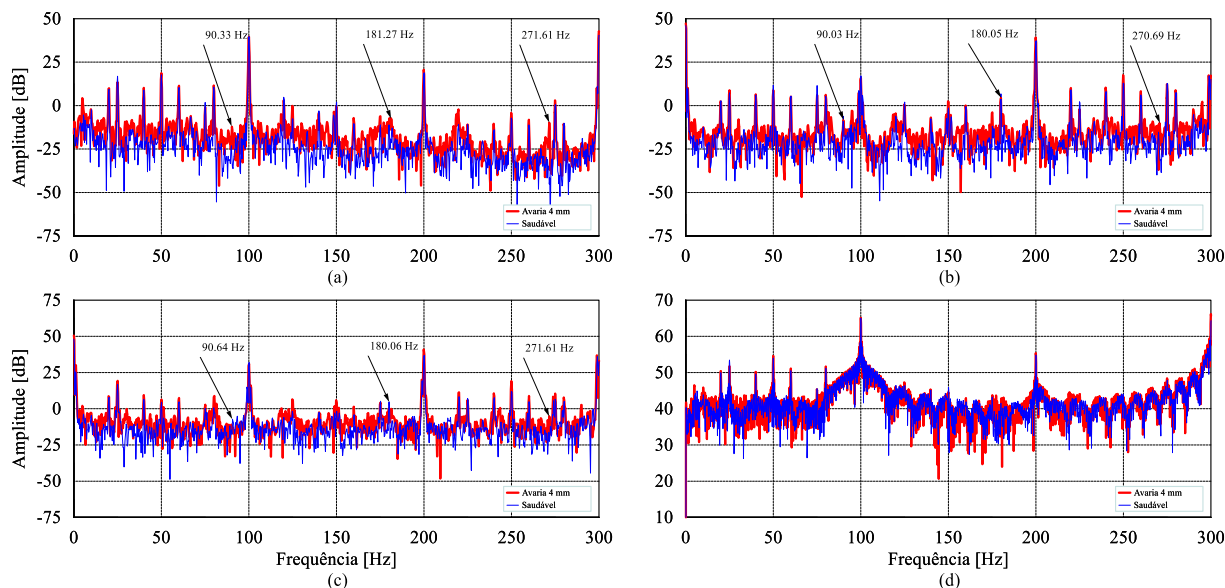 90.33 Hz
181.27 Hz
271.61 Hz
Amplitude [dB]
50
25
0
-25
-50
-75
Avaria 4 mm
Saudável
0 50 100 150 200 250 300
(a)
90.03 Hz
180.05 Hz
270.69 Hz
50
25
0
-25
-50
-75
Avaria 4 mm
Saudável
0 50 100 150 200 250 300
(b)
90.64 Hz
180.06 Hz
271.61 Hz
Amplitude [dB]
75
50
25
0
-25
-50
-75
Avaria 4 mm
Saudável
0 50 100 150 200 250 300
Frequência [Hz]
(c)
70
60
50
40
30
20
10
Avaria 4 mm
Saudável
0 50 100 150 200 250 300
Frequência [Hz]
(d)